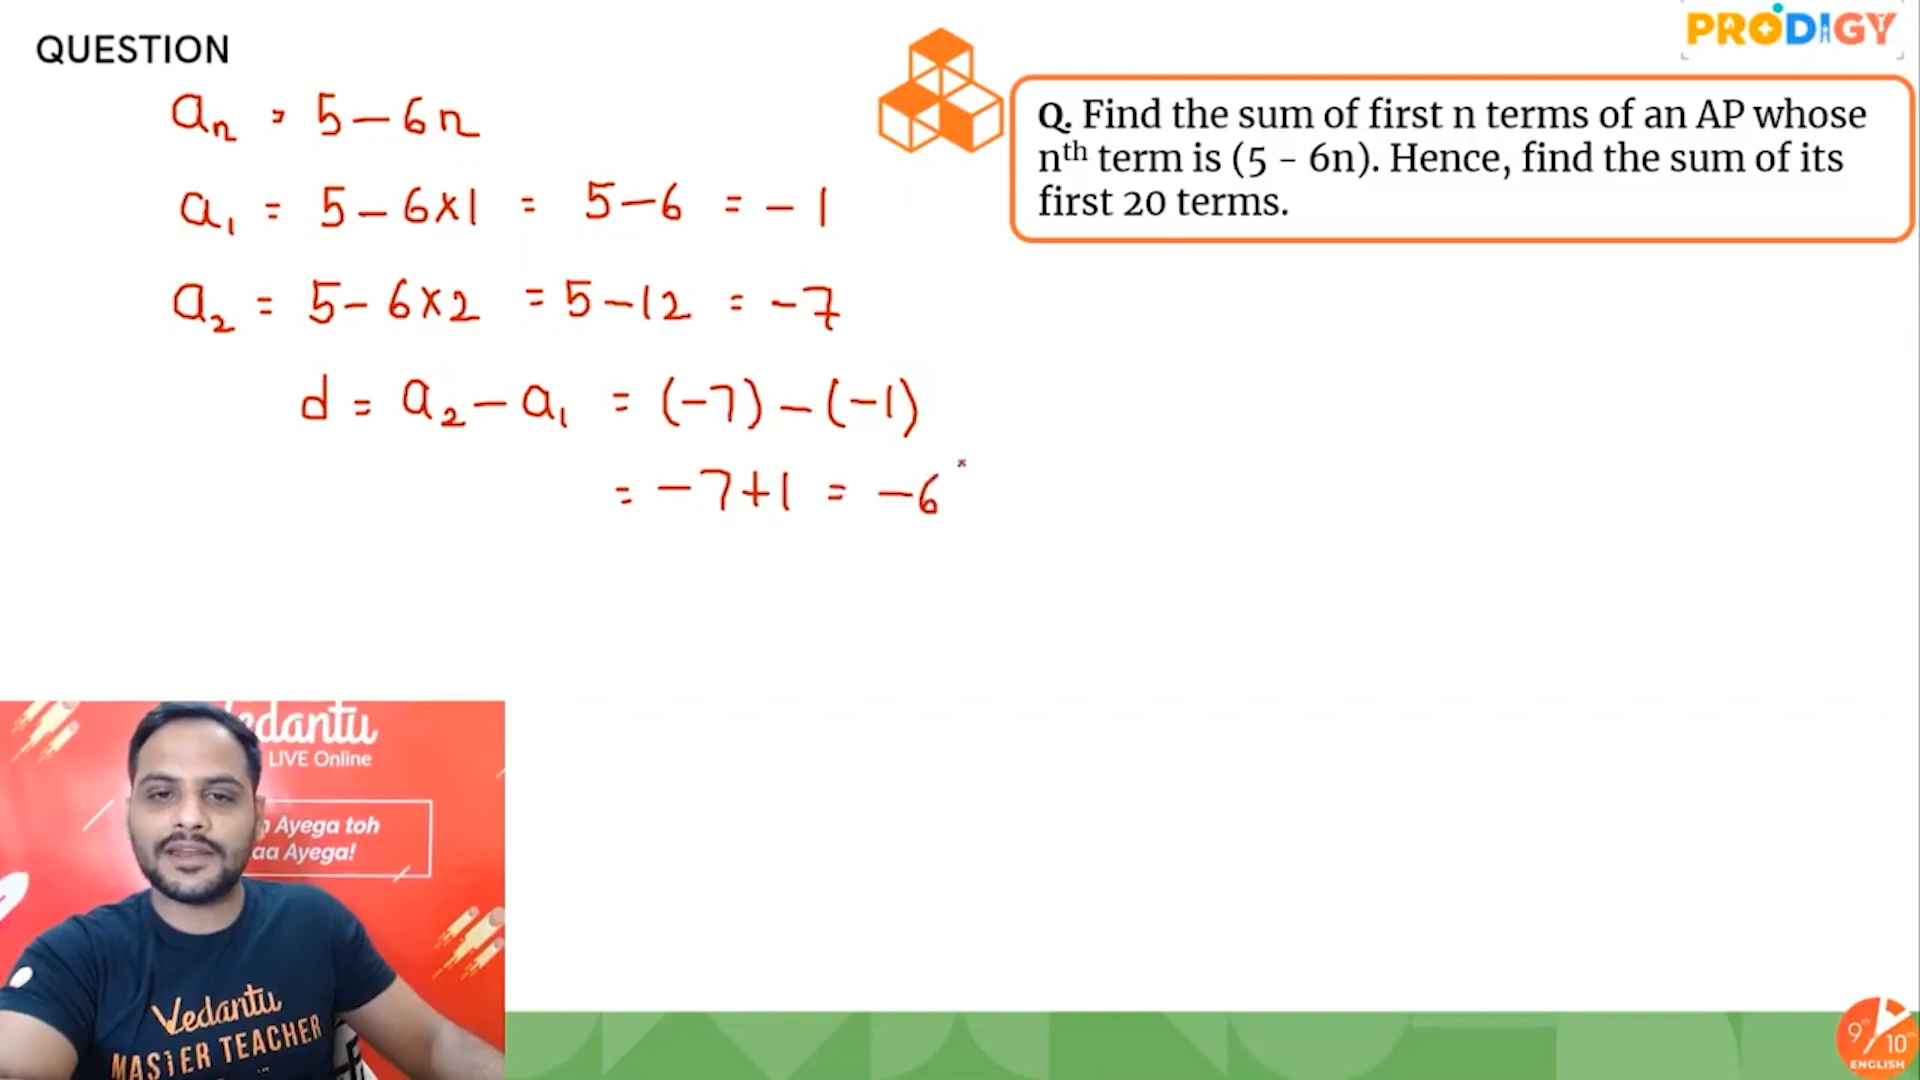 QUESTION
PRODIGY
aₙ = 5 - 6n
a₁ = 5 - 6×1 = 5 - 6 = - 1
a₂ = 5 - 6×2 = 5 - 12 = - 7
d = a₂ - a₁ = (-7) - (-1)
= - 7+1 = - 6
Q. Find the sum of first n terms of an AP whose
nᵗʰ term is (5 - 6n). Hence, find the sum of its
first 20 terms.
Vedantu
LIVE Online
Ayega toh
Ayega!
Vedantu
MASTER TEACHER
9th 10th
ENGLISH